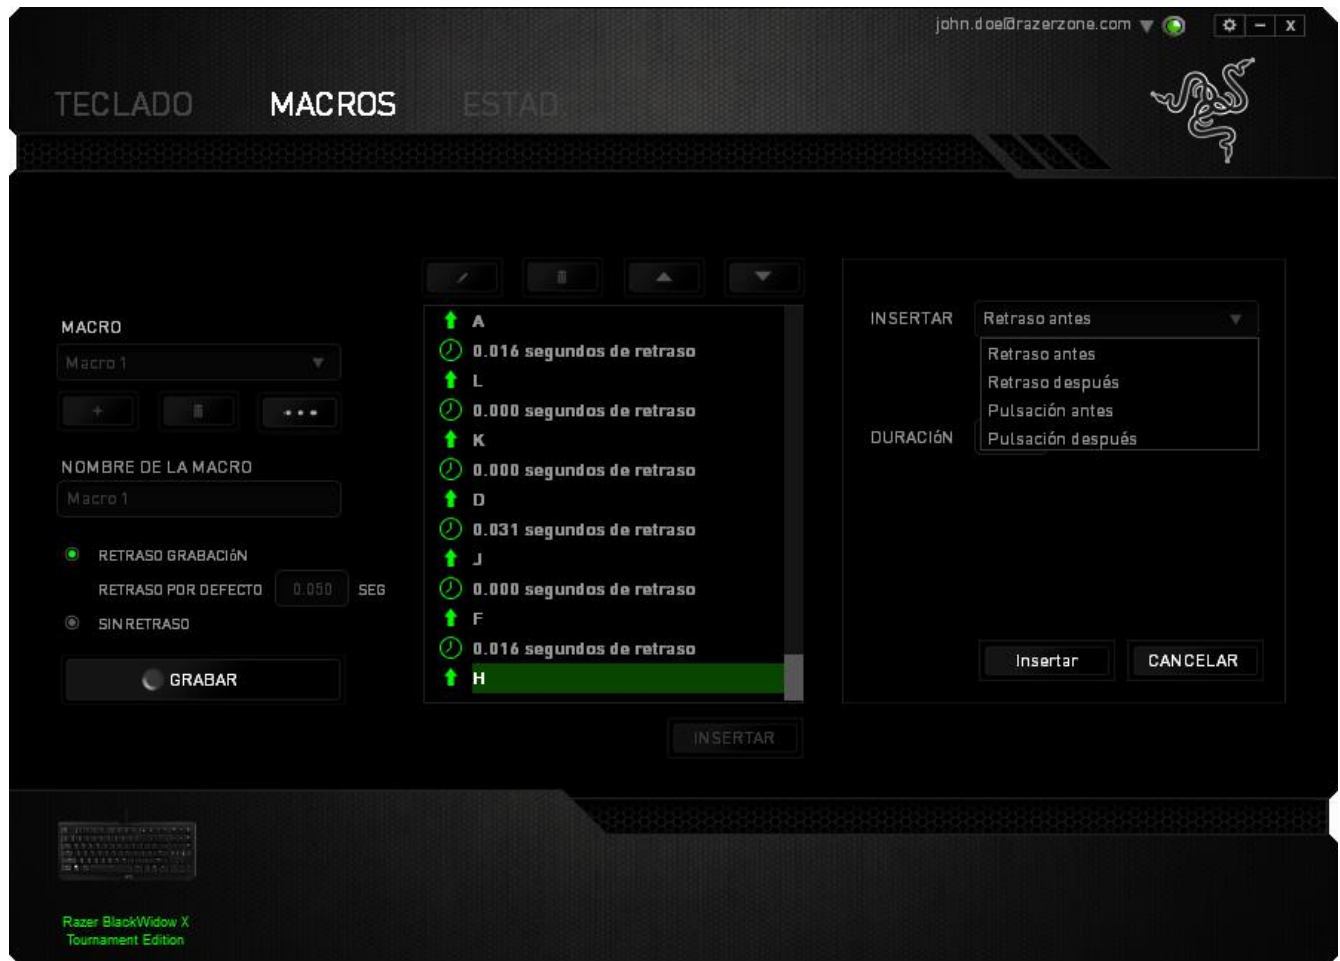 john.doe@razerzone.com
TECLADO MACROS ESTAD
MACRO
Macro 1
NOMBRE DE LA MACRO
Macro 1
RETRASO GRABACIóN
RETRASO POR DEFECTO 0.050 SEG
SIN RETRASO
GRABAR
A
0.016 segundos de retraso
L
0.000 segundos de retraso
K
0.000 segundos de retraso
D
0.031 segundos de retraso
J
0.000 segundos de retraso
F
0.016 segundos de retraso
H
INSERTAR
INSERTAR Retraso antes
Retraso antes
Retraso después
Pulsación antes
Pulsación después
DURACIóN
Insertar CANCELAR
Razer BlackWidow X
Tournament Edition